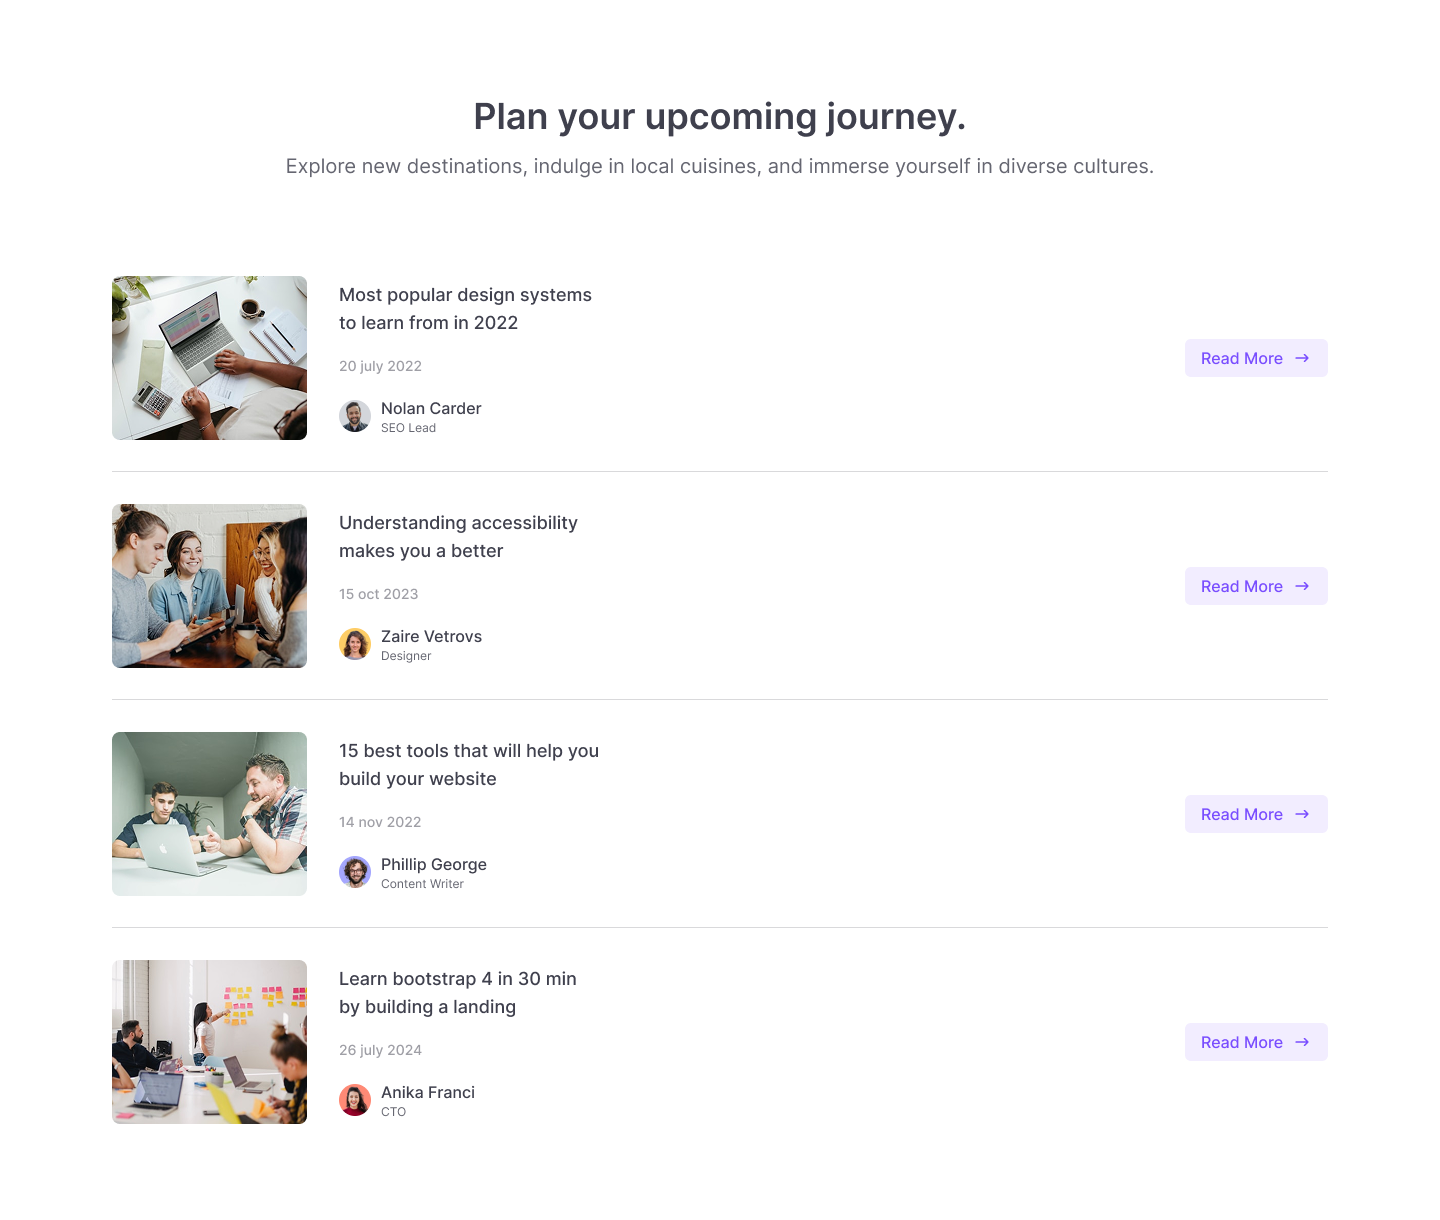 Plan your upcoming journey.
Explore new destinations, indulge in local cuisines, and immerse yourself in diverse cultures.
Most popular design systems
to learn from in 2022
20 july 2022
Nolan Carder
SEO Lead
Read More
Understanding accessibility
makes you a better
15 oct 2023
Zaire Vetrovs
Designer
Read More
15 best tools that will help you
build your website
14 nov 2022
Phillip George
Content Writer
Read More
Learn bootstrap 4 in 30 min
by building a landing
26 july 2024
Anika Franci
CTO
Read More